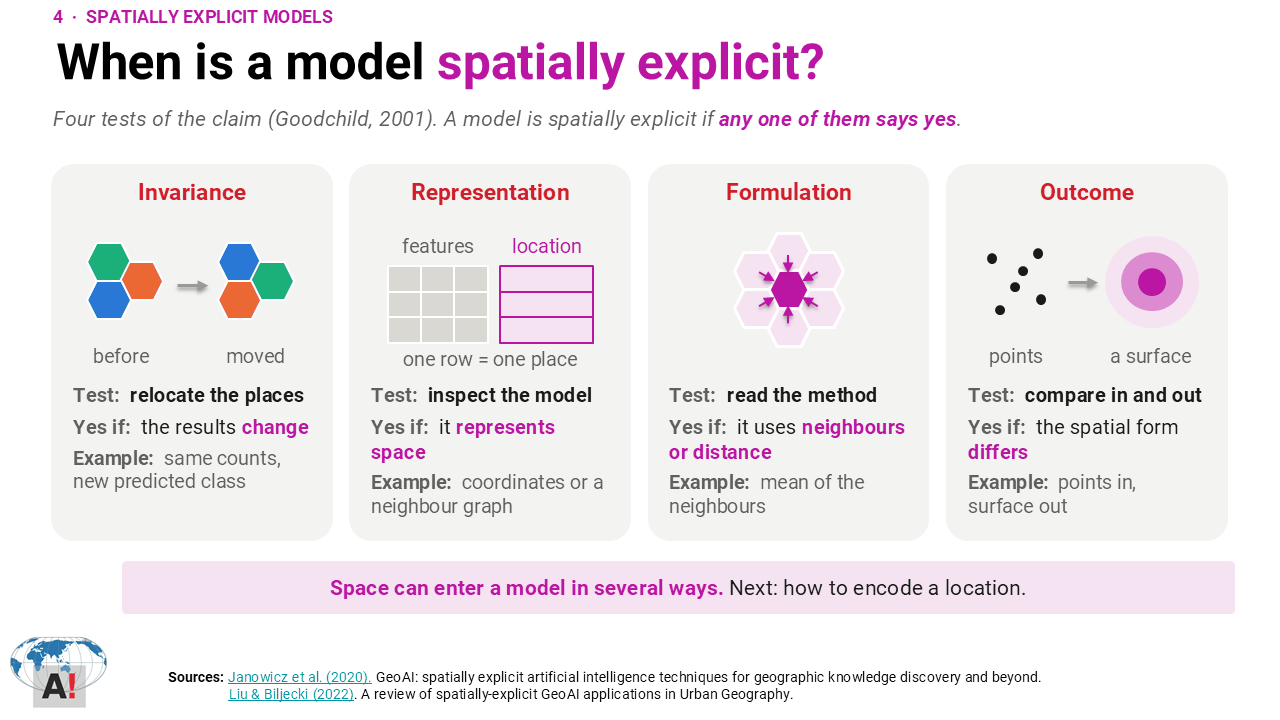 4 · SPATIALLY EXPLICIT MODELS
When is a model spatially explicit?
Four tests of the claim (Goodchild, 2001). A model is spatially explicit if any one of them says yes.
Invariance
before
moved
Test: relocate the places
Yes if: the results change
Example: same counts,
new predicted class
Representation
features
location
one row = one place
Test: inspect the model
Yes if: it represents
space
Example: coordinates or a
neighbour graph
Formulation
Test: read the method
Yes if: it uses neighbours
or distance
Example: mean of the
neighbours
Outcome
points
a surface
Test: compare in and out
Yes if: the spatial form
differs
Example: points in,
surface out
Space can enter a model in several ways. Next: how to encode a location.
A!
Sources: Janowicz et al. (2020). GeoAI: spatially explicit artificial intelligence techniques for geographic knowledge discovery and beyond.
Liu & Biljecki (2022). A review of spatially-explicit GeoAI applications in Urban Geography.